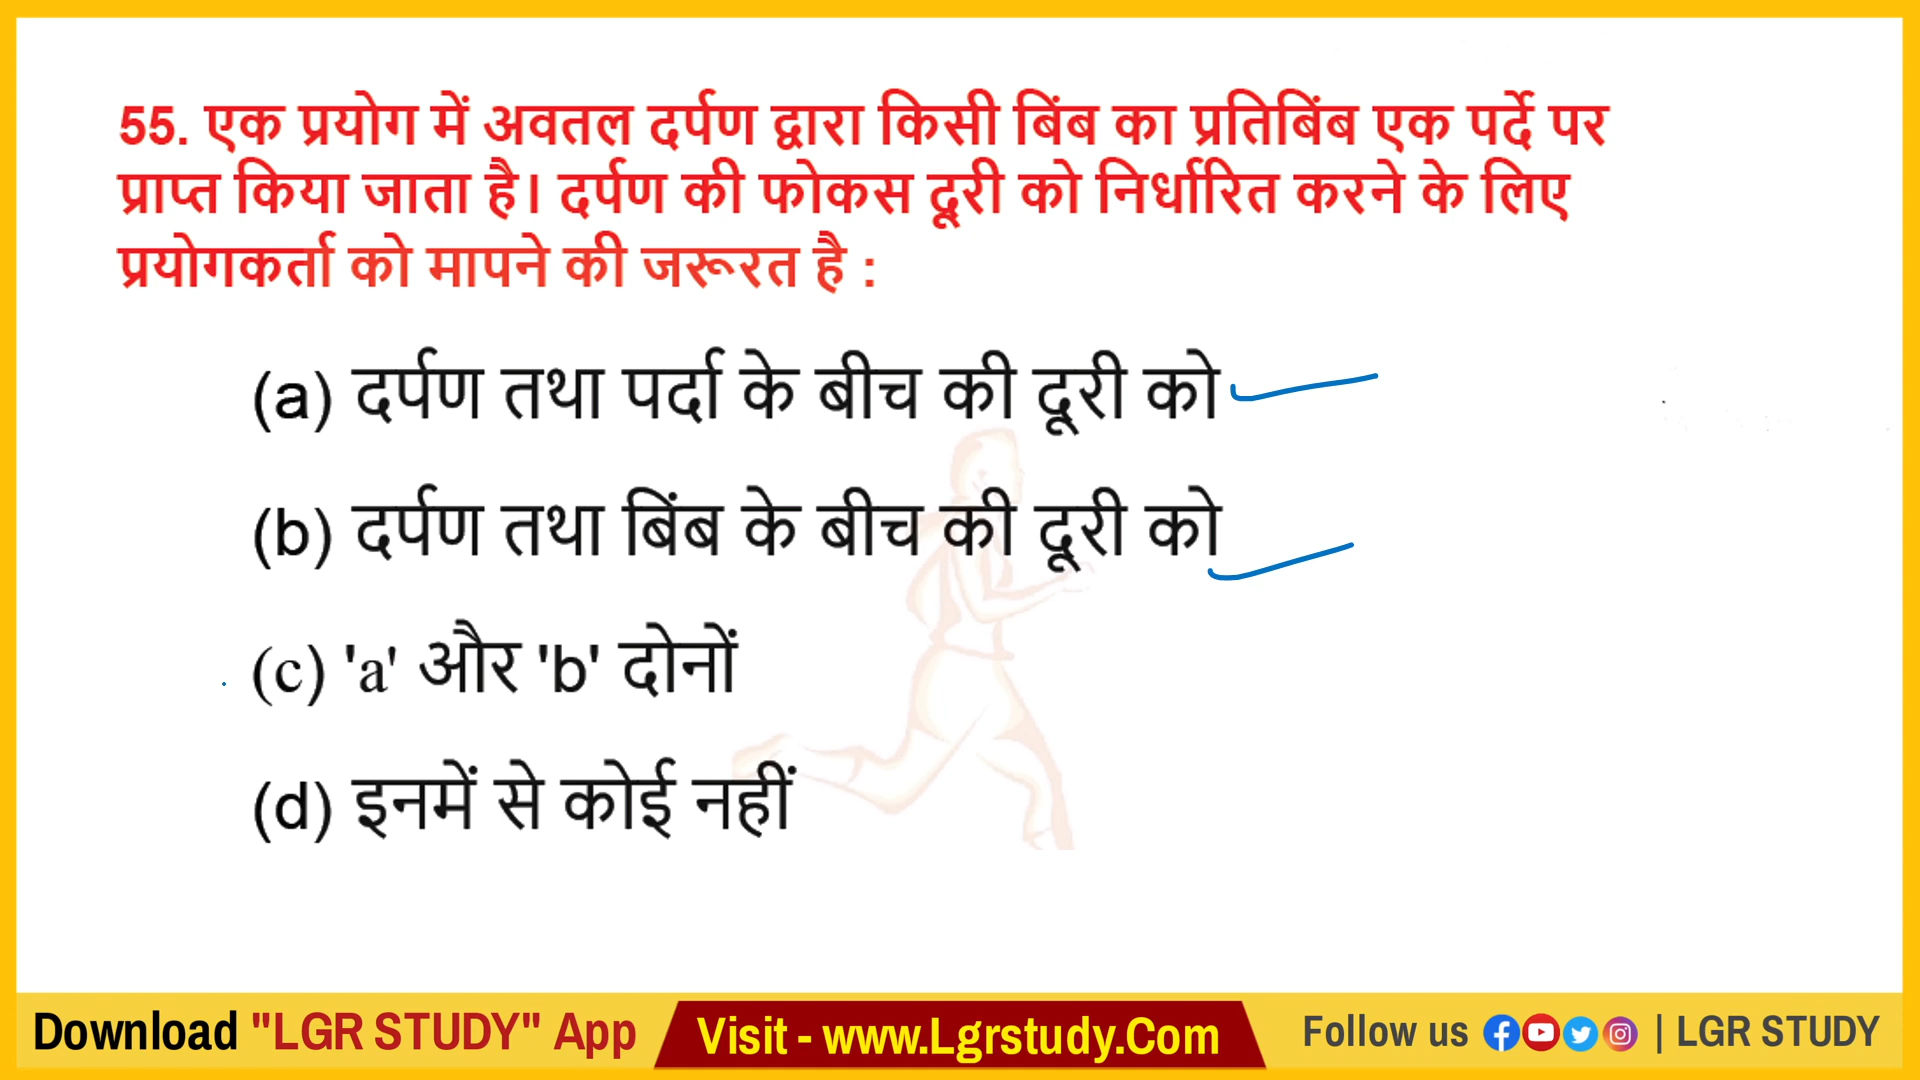 55. एक प्रयोग में अवतल दर्पण द्वारा किसी बिंब का प्रतिबिंब एक पर्दे पर
प्राप्त किया जाता है। दर्पण की फोकस दूरी को निर्धारित करने के लिए
प्रयोगकर्ता को मापने की जरूरत है :
(a) दर्पण तथा पर्दा के बीच की दूरी को
(b) दर्पण तथा बिंब के बीच की दूरी को
(c) 'a' और 'b' दोनों
(d) इनमें से कोई नहीं
Download "LGR STUDY" App Visit - www.Lgrstudy.Com Follow us | LGR STUDY